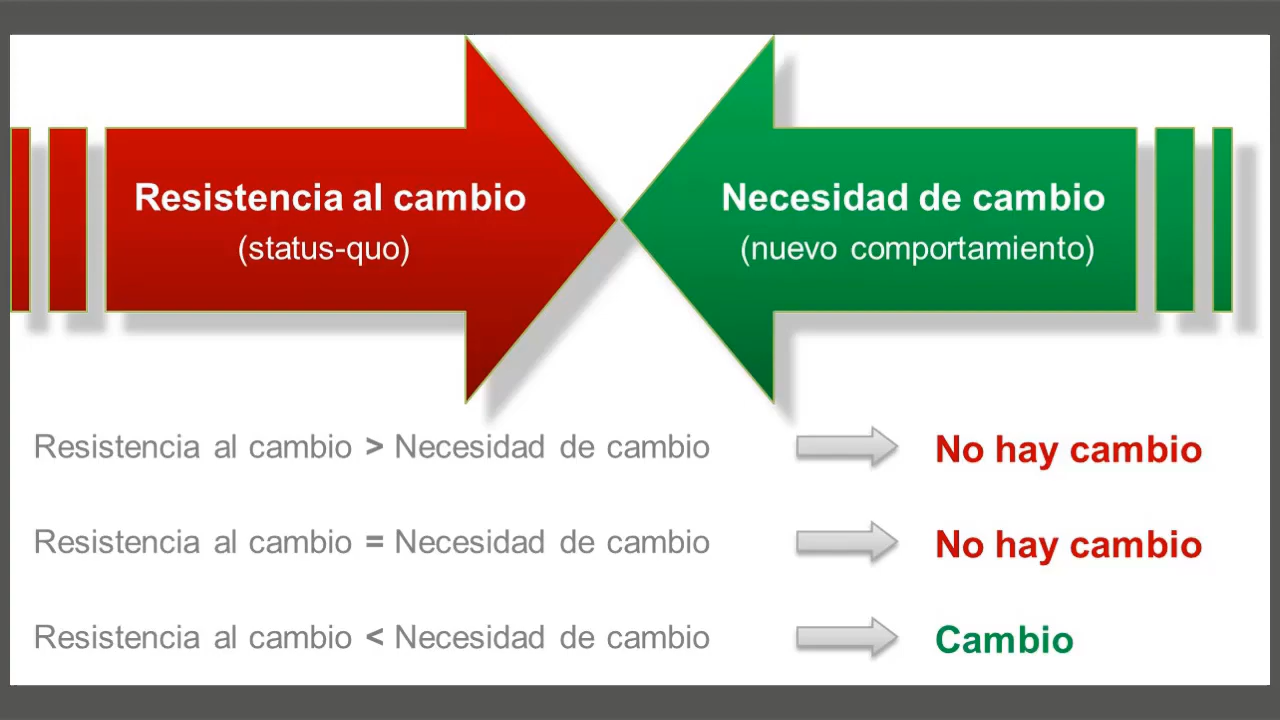 Resistencia al cambio
(status-quo)
Necesidad de cambio
(nuevo comportamiento)
Resistencia al cambio > Necesidad de cambio No hay cambio
Resistencia al cambio = Necesidad de cambio No hay cambio
Resistencia al cambio < Necesidad de cambio Cambio